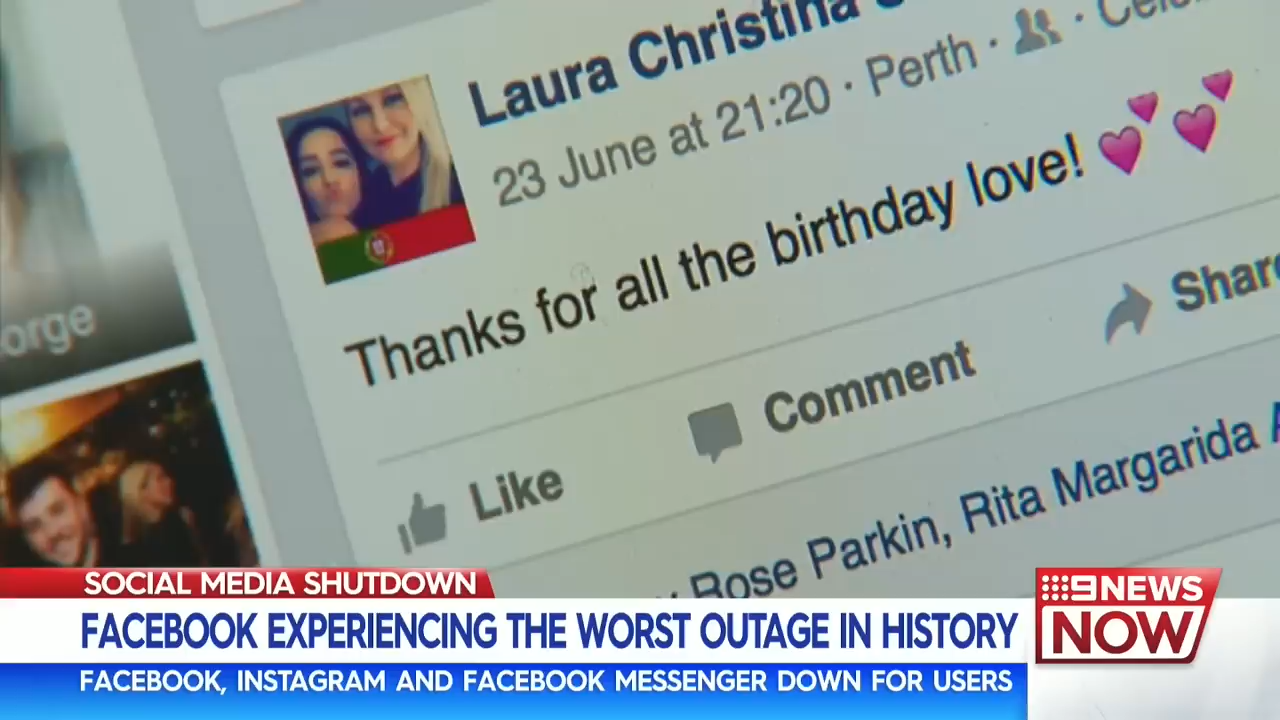 Laura Christina
23 June at 21:20 · Perth ·
Thanks for all the birthday love! 💕 💕
orge
Like
Comment
Share
Rose Parkin, Rita Margarida A
SOCIAL MEDIA SHUTDOWN
FACEBOOK EXPERIENCING THE WORST OUTAGE IN HISTORY
FACEBOOK, INSTAGRAM AND FACEBOOK MESSENGER DOWN FOR USERS
9NEWS
NOW